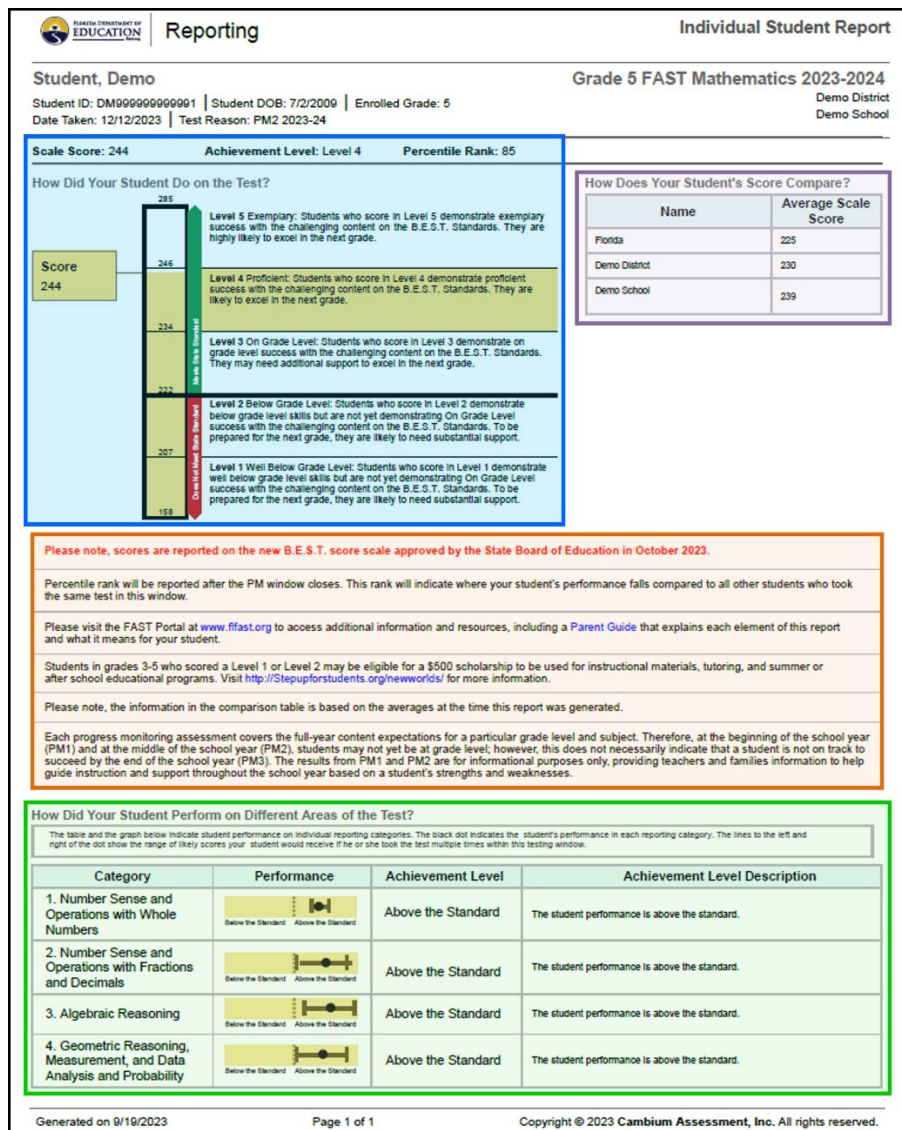 FLORIDA DEPARTMENT OF
EDUCATION
Reporting
Individual Student Report
Student, Demo
Grade 5 FAST Mathematics 2023-2024
Student ID: DM999999999991 | Student DOB: 7/2/2009 | Enrolled Grade: 5
Demo District
Date Taken: 12/12/2023 | Test Reason: PM2 2023-24
Demo School
Scale Score: 244 Achievement Level: Level 4 Percentile Rank: 85
How Did Your Student Do on the Test?
285
Level 5 Exemplary: Students who score in Level 5 demonstrate exemplary
success with the challenging content on the B.E.S.T. Standards. They are
highly likely to excel in the next grade.
Score
244
246
Level 4 Proficient: Students who score in Level 4 demonstrate proficient
success with the challenging content on the B.E.S.T. Standards. They are
likely to excel in the next grade.
234
Level 3 On Grade Level: Students who score in Level 3 demonstrate on
grade level success with the challenging content on the B.E.S.T. Standards.
They may need additional support to excel in the next grade.
Meets State Standard
222
Level 2 Below Grade Level: Students who score in Level 2 demonstrate
below grade level skills but are not yet demonstrating On Grade Level
success with the challenging content on the B.E.S.T. Standards. To be
prepared for the next grade, they are likely to need substantial support.
207
Level 1 Well Below Grade Level: Students who score in Level 1 demonstrate
well below grade level skills but are not yet demonstrating On Grade Level
success with the challenging content on the B.E.S.T. Standards. To be
prepared for the next grade, they are likely to need substantial support.
Does Not Meet State Standard
158
How Does Your Student's Score Compare?
Name Average Scale
Score
Florida 225
Demo District 230
Demo School 239
Please note, scores are reported on the new B.E.S.T. score scale approved by the State Board of Education in October 2023.
Percentile rank will be reported after the PM window closes. This rank will indicate where your student's performance falls compared to all other students who took
the same test in this window.
Please visit the FAST Portal at www.flfast.org to access additional information and resources, including a Parent Guide that explains each element of this report
and what it means for your student.
Students in grades 3-5 who scored a Level 1 or Level 2 may be eligible for a $500 scholarship to be used for instructional materials, tutoring, and summer or
after school educational programs. Visit http://Stepupforstudents.org/newworlds/ for more information.
Please note, the information in the comparison table is based on the averages at the time this report was generated.
Each progress monitoring assessment covers the full-year content expectations for a particular grade level and subject. Therefore, at the beginning of the school year
(PM1) and at the middle of the school year (PM2), students may not yet be at grade level; however, this does not necessarily indicate that a student is not on track to
succeed by the end of the school year (PM3). The results from PM1 and PM2 are for informational purposes only, providing teachers and families information to help
guide instruction and support throughout the school year based on a student's strengths and weaknesses.
How Did Your Student Perform on Different Areas of the Test?
The table and the graph below indicate student performance on individual reporting categories. The black dot indicates the student's performance in each reporting category. The lines to the left and
right of the dot show the range of likely scores your student would receive if he or she took the test multiple times within this testing window.
Category Performance Achievement Level Achievement Level Description
1. Number Sense and
Operations with Whole
Numbers
Below the Standard Above the Standard
Above the Standard
The student performance is above the standard.
2. Number Sense and
Operations with Fractions
and Decimals
Below the Standard Above the Standard
Above the Standard
The student performance is above the standard.
3. Algebraic Reasoning
Below the Standard Above the Standard
Above the Standard
The student performance is above the standard.
4. Geometric Reasoning,
Measurement, and Data
Analysis and Probability
Below the Standard Above the Standard
Above the Standard
The student performance is above the standard.
Generated on 9/19/2023 Page 1 of 1 Copyright © 2023 Cambium Assessment, Inc. All rights reserved.